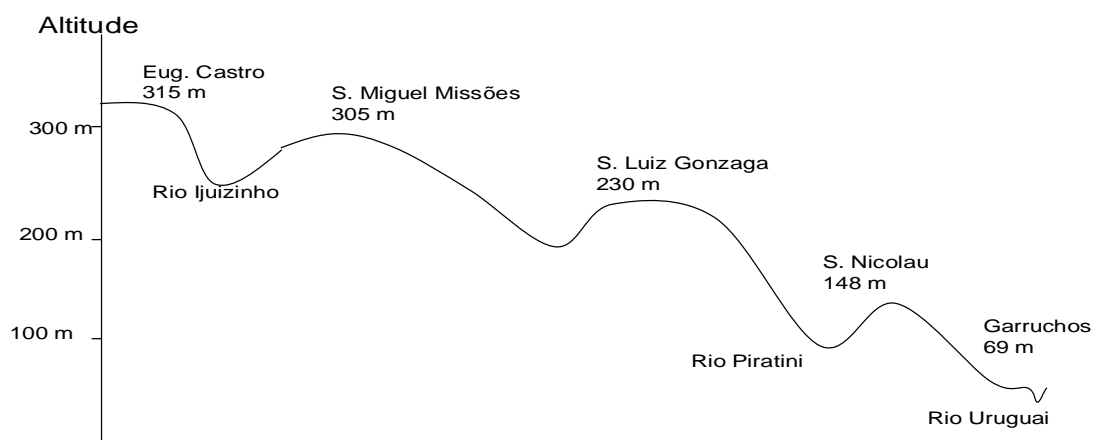 Altitude
Eug. Castro
315 m
S. Miguel Missões
305 m
300 m
Rio Ijuizinho
S. Luiz Gonzaga
230 m
200 m
S. Nicolau
148 m
100 m
Garruchos
69 m
Rio Piratini
Rio Uruguai